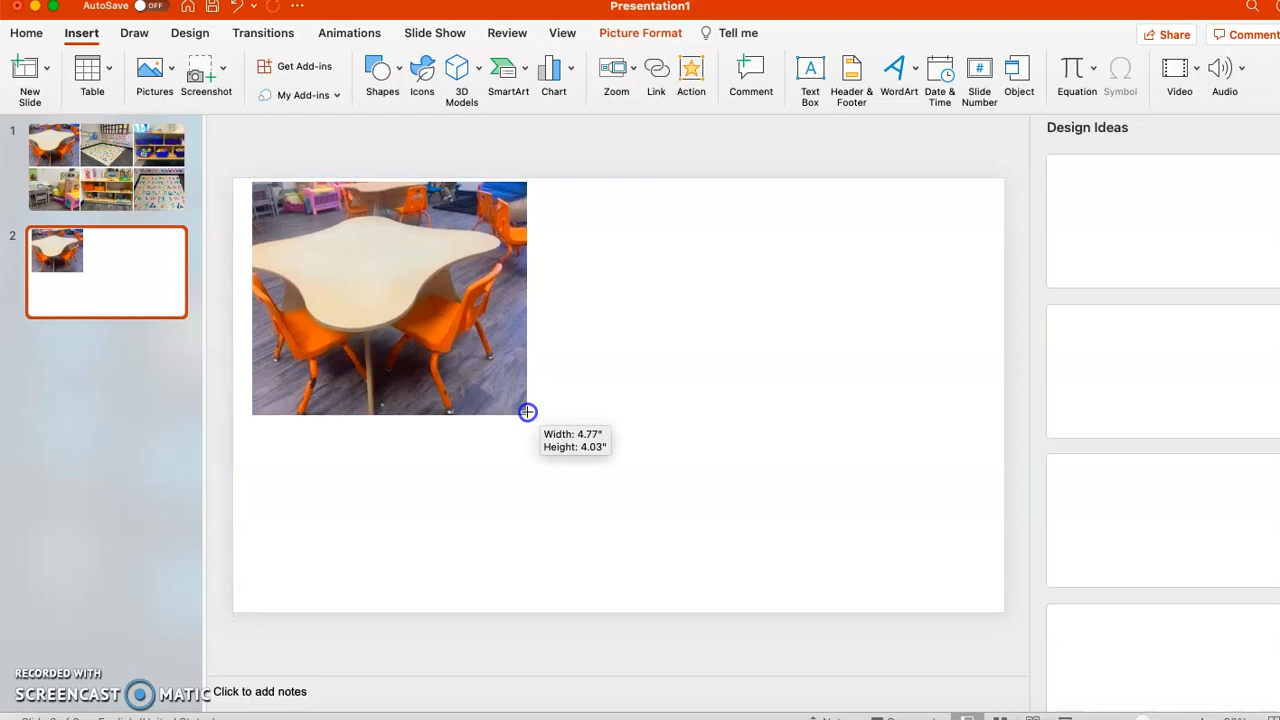 AutoSave OFF
Presentation1
Home Insert Draw Design Transitions Animations Slide Show Review View Picture Format Tell me
Share
Comment
New Slide
Table
Pictures
Screenshot
Get Add-ins
My Add-ins
Shapes
Icons
3D Models
SmartArt
Chart
Zoom
Link
Action
Comment
Text Box
Header & Footer
WordArt
Date & Time
Slide Number
Object
Equation
Symbol
Video
Audio
1
2
Design Ideas
Width: 4.77"
Height: 4.03"
RECORDED WITH
SCREENCAST MATIC
Click to add notes